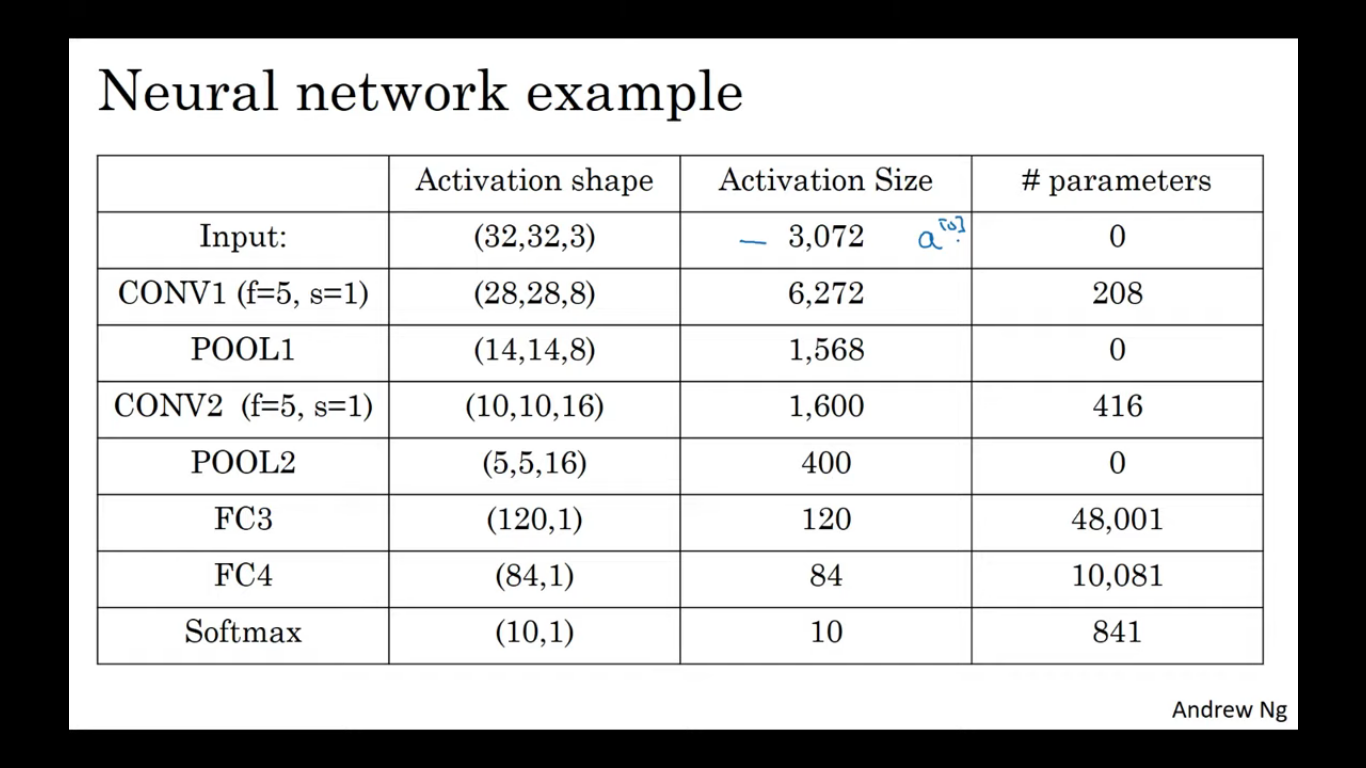 Neural network example
Activation shape Activation Size # parameters
Input: (32,32,3) — 3,072 a[0] 0
CONV1 (f=5, s=1) (28,28,8) 6,272 208
POOL1 (14,14,8) 1,568 0
CONV2 (f=5, s=1) (10,10,16) 1,600 416
POOL2 (5,5,16) 400 0
FC3 (120,1) 120 48,001
FC4 (84,1) 84 10,081
Softmax (10,1) 10 841
Andrew Ng